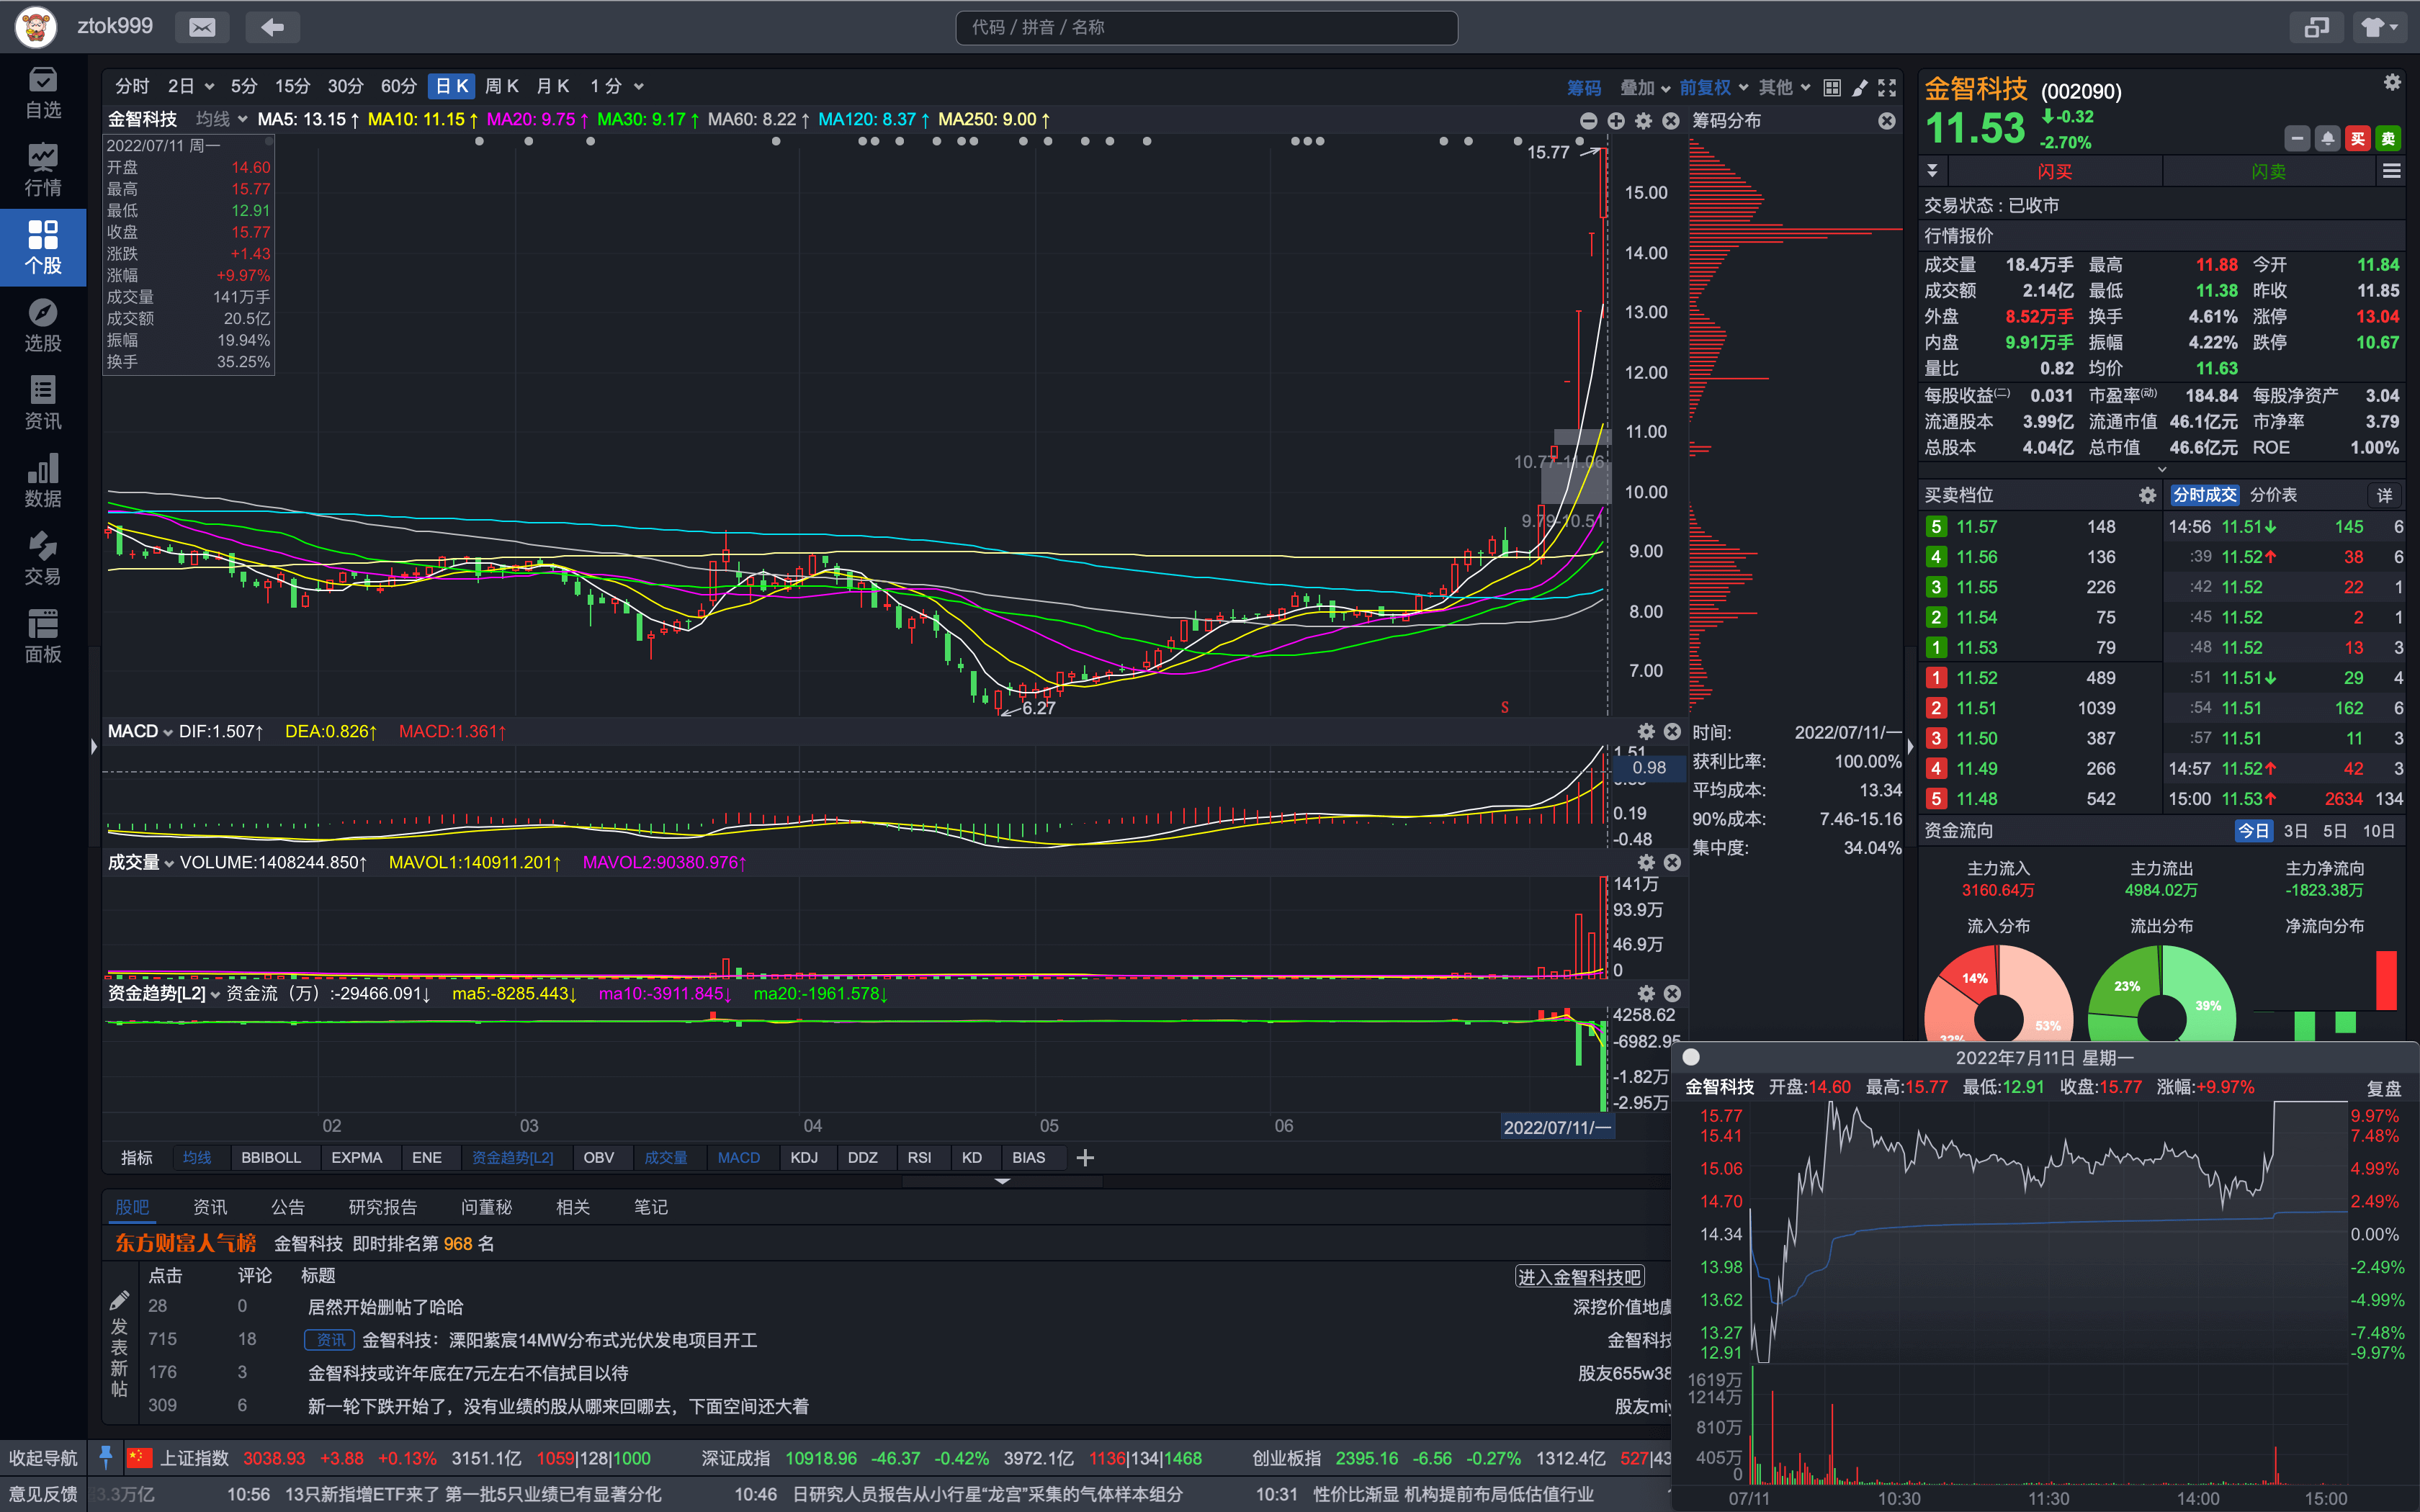 ztok999
代码 / 拼音 / 名称
自选
行情
个股
选股
资讯
数据
交易
面板
分时 2日 5分 15分 30分 60分 日K 周K 月K 1分
筹码 叠加 前复权 其他
金智科技 均线 MA5: 13.15↑ MA10: 11.15↑ MA20: 9.75↑ MA30: 9.17↑ MA60: 8.22↑ MA120: 8.37↑ MA250: 9.00↑
2022/07/11 周一
开盘 14.60
最高 15.77
最低 12.91
收盘 15.77
涨跌 +1.43
涨幅 +9.97%
成交量 141万手
成交额 20.5亿
振幅 19.94%
换手 35.25%
15.77
15.00
14.00
13.00
12.00
11.00
10.00
9.00
8.00
7.00
10.77-11.06
9.79-10.51
6.27
S
筹码分布
时间: 2022/07/11/一
获利比率: 100.00%
平均成本: 13.34
90%成本: 7.46-15.16
集中度: 34.04%
MACD DIF:1.507↑ DEA:0.826↑ MACD:1.361↑
1.51
0.98
0.19
-0.48
成交量 VOLUME:1408244.850↑ MAVOL1:140911.201↑ MAVOL2:90380.976↑
141万
93.9万
46.9万
0
资金趋势[L2] 资金流（万）:-29466.091↓ ma5:-8285.443↓ ma10:-3911.845↓ ma20:-1961.578↓
4258.62
-6982.95
-1.82万
-2.95万
02 03 04 05 06 2022/07/11/一
指标 均线 BBIBOLL EXPMA ENE 资金趋势[L2] OBV 成交量 MACD KDJ DDZ RSI KD BIAS
股吧 资讯 公告 研究报告 问董秘 相关 笔记
东方财富人气榜 金智科技 即时排名第 968 名
点击 评论 标题 进入金智科技吧
发表新帖
28 0 居然开始删帖了哈哈 深挖价值地
715 18 资讯 金智科技：溧阳紫宸14MW分布式光伏发电项目开工 金智科技
176 3 金智科技或许年底在7元左右不信拭目以待 股友655w38
309 6 新一轮下跌开始了，没有业绩的股从哪来回哪去，下面空间还大着 股友miy
金智科技 (002090)
11.53 -0.32
-2.70%
买 卖
闪买 闪卖
交易状态 : 已收市
行情报价
成交量 18.4万手 最高 11.88 今开 11.84
成交额 2.14亿 最低 11.38 昨收 11.85
外盘 8.52万手 换手 4.61% 涨停 13.04
内盘 9.91万手 振幅 4.22% 跌停 10.67
量比 0.82 均价 11.63
每股收益(二) 0.031 市盈率(动) 184.84 每股净资产 3.04
流通股本 3.99亿 流通市值 46.1亿元 市净率 3.79
总股本 4.04亿 总市值 46.6亿元 ROE 1.00%
买卖档位 分时成交 分价表 详
5 11.57 148 14:56 11.51↓ 145 6
4 11.56 136 :39 11.52↑ 38 6
3 11.55 226 :42 11.52 22 1
2 11.54 75 :45 11.52 2 1
1 11.53 79 :48 11.52 13 3
1 11.52 489 :51 11.51↓ 29 4
2 11.51 1039 :54 11.51 162 6
3 11.50 387 :57 11.51 11 3
4 11.49 266 14:57 11.52↑ 42 3
5 11.48 542 15:00 11.53↑ 2634 134
资金流向 今日 3日 5日 10日
主力流入 主力流出 主力净流向
3160.64万 4984.02万 -1823.38万
流入分布 流出分布 净流向分布
14% 53% 32% 23% 39%
2022年7月11日 星期一
金智科技 开盘:14.60 最高:15.77 最低:12.91 收盘:15.77 涨幅:+9.97% 复盘
15.77 9.97%
15.41 7.48%
15.06 4.99%
14.70 2.49%
14.34 0.00%
13.98 -2.49%
13.62 -4.99%
13.27 -7.48%
12.91 -9.97%
1619万
1214万
810万
405万
0
07/11 10:30 11:30 14:00 15:00
收起导航 上证指数 3038.93 +3.88 +0.13% 3151.1亿 1059|128|1000 深证成指 10918.96 -46.37 -0.42% 3972.1亿 1136|134|1468 创业板指 2395.16 -6.56 -0.27% 1312.4亿 527|43
意见反馈 3.3万亿 10:56 13只新指增ETF来了 第一批5只业绩已有显著分化 10:46 日研究人员报告从小行星“龙宫”采集的气体样本组分 10:31 性价比渐显 机构提前布局低估值行业